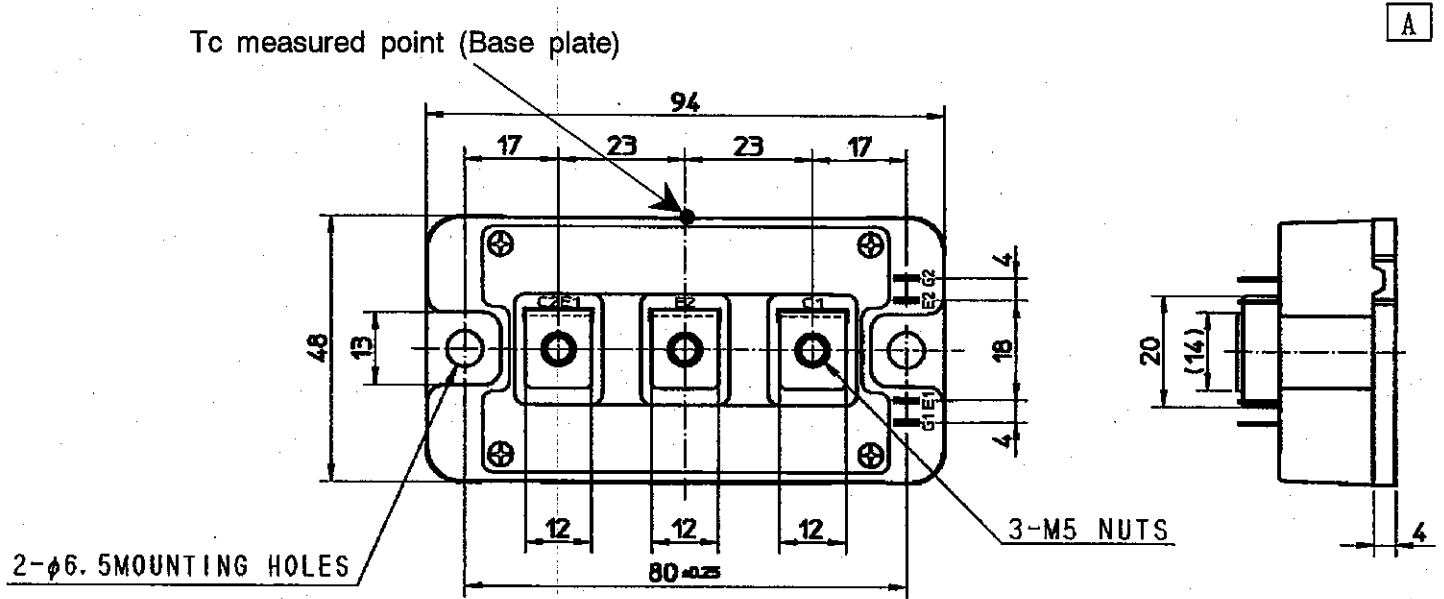 A
Tc measured point (Base plate)
94
17 23 23 17
4
G2
E2
C2E1 E2 C1
48
13
18
20
(14)
E1
G1
4
12 12 12
3-M5 NUTS
4
2-φ6.5MOUNTING HOLES
80 ±0.25